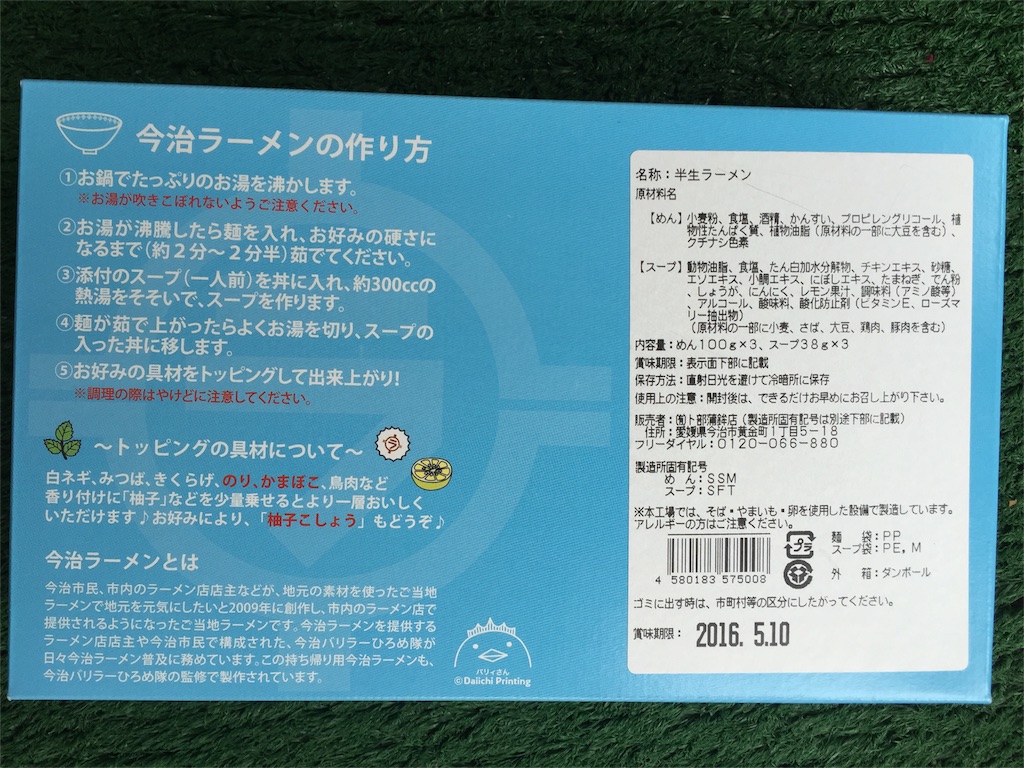 今治ラーメンの作り方
①お鍋でたっぷりのお湯を沸かします。
※お湯が吹きこぼれないようご注意ください。
②お湯が沸騰したら麺を入れ、お好みの硬さに
なるまで（約２分～２分半）茹でてください。
③添付のスープ（一人前）を丼に入れ、約300ccの
熱湯をそそいで、スープを作ります。
④麺が茹で上がったらよくお湯を切り、スープの
入った丼に移します。
⑤お好みの具材をトッピングして出来上がり!
※調理の際はやけどに注意してください。
～トッピングの具材について～
白ネギ、みつば、きくらげ、のり、かまぼこ、鳥肉など
香り付けに「柚子」などを少量乗せるとより一層おいしく
いただけます♪お好みにより、「柚子こしょう」もどうぞ♪
今治ラーメンとは
今治市民、市内のラーメン店店主などが、地元の素材を使ったご当地
ラーメンで地元を元気にしたいと2009年に創作し、市内のラーメン店で
提供されるようになったご当地ラーメンです。今治ラーメンを提供する
ラーメン店店主や今治市民で構成された、今治バリラーひろめ隊が
日々今治ラーメン普及に務めています。この持ち帰り用今治ラーメンも、
今治バリラーひろめ隊の監修で製作されています。
バリィさん
©Daiichi Printing
名称：半生ラーメン
原材料名
【めん】小麦粉、食塩、酒精、かんすい、プロピレングリコール、植
物性たんぱく質、植物油脂（原材料の一部に大豆を含む）、
クチナシ色素
【スープ】動物油脂、食塩、たん白加水分解物、チキンエキス、砂糖、
エソエキス、小鯛エキス、にぼしエキス、たまねぎ、でん粉
、しょうが、にんにく、レモン果汁、調味料（アミノ酸等）
、アルコール、酸味料、酸化防止剤（ビタミンE、ローズマ
リー抽出物）
（原材料の一部に小麦、さば、大豆、鶏肉、豚肉を含む）
内容量：めん１００ｇ×３、スープ３８ｇ×３
賞味期限：表示面下部に記載
保存方法：直射日光を避けて冷暗所に保存
使用上の注意：開封後は、できるだけお早めにお召し上がり下さい。
販売者：㈲卜部蒲鉾店（製造所固有記号は別途下部に記載）
住所：愛媛県今治市黄金町１丁目５－１８
フリーダイヤル：０１２０－０６６－８８０
製造所固有記号
めん：ＳＳＭ
スープ：ＳＦＴ
※本工場では、そば・やまいも・卵を使用した設備で製造しています。
アレルギーの方はご注意ください。
4 580183 575008
プラ
麺　袋：ＰＰ
スープ袋：ＰＥ，Ｍ
外　箱：ダンボール
ゴミに出す時は、市町村等の区分にしたがってください。
賞味期限：2016. 5.10